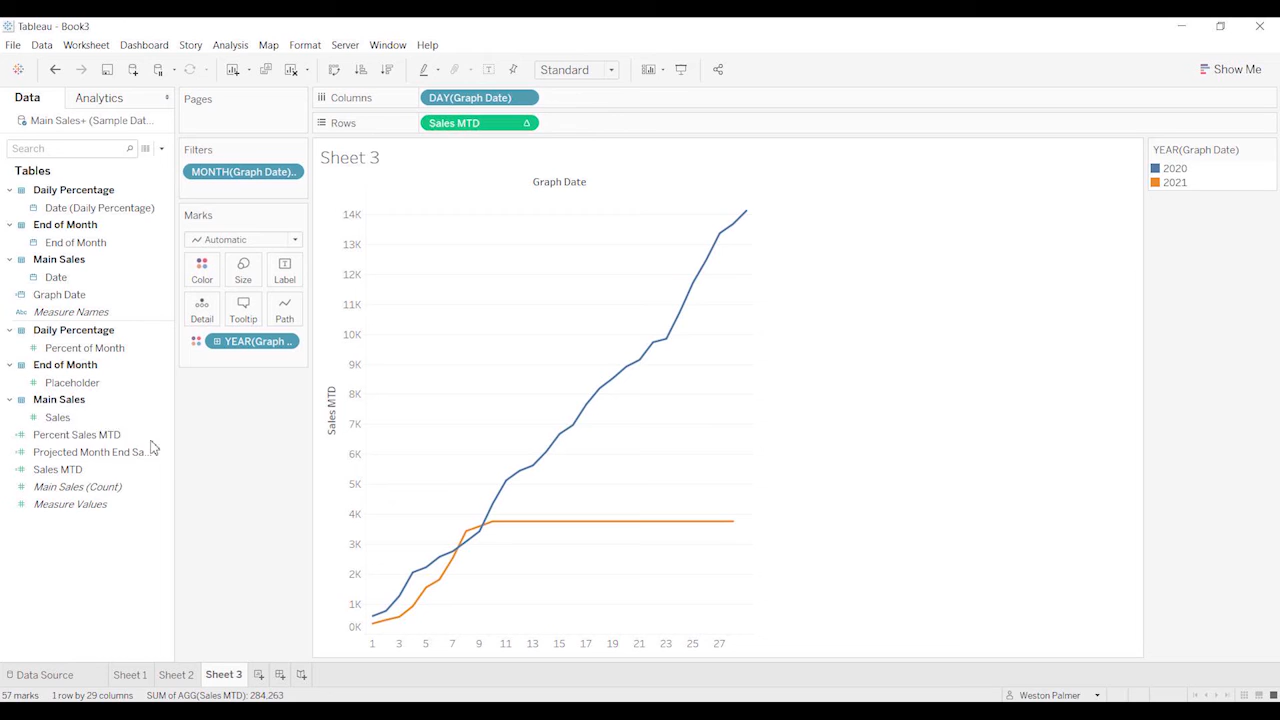 Tableau - Book3
File Data Worksheet Dashboard Story Analysis Map Format Server Window Help
Standard
Show Me
Data Analytics
Main Sales+ (Sample Dat...
Search
Tables
Daily Percentage
Date (Daily Percentage)
End of Month
End of Month
Main Sales
Date
Graph Date
Abc Measure Names
Daily Percentage
Percent of Month
End of Month
Placeholder
Main Sales
Sales
Percent Sales MTD
Projected Month End Sa...
Sales MTD
Main Sales (Count)
Measure Values
Pages
Filters
MONTH(Graph Date)..
Marks
Automatic
Color Size Label
Detail Tooltip Path
YEAR(Graph ..
Columns DAY(Graph Date)
Rows Sales MTD Δ
Sheet 3
Graph Date
14K
13K
12K
11K
10K
9K
8K
7K
6K
5K
4K
3K
2K
1K
0K
Sales MTD
1 3 5 7 9 11 13 15 17 19 21 23 25 27
YEAR(Graph Date)
2020
2021
Data Source Sheet 1 Sheet 2 Sheet 3
57 marks 1 row by 29 columns SUM of AGG(Sales MTD): 284,263 Weston Palmer